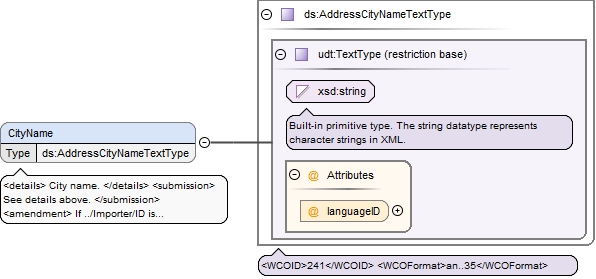 ds:AddressCityNameTextType
udt:TextType (restriction base)
xsd:string
Built-in primitive type. The string datatype represents
character strings in XML.
CityName
Type ds:AddressCityNameTextType
<details> City name. </details> <submission>
See details above. </submission>
<amendment> If ../Importer/ID is...
@ Attributes
@ languageID
<WCOID>241</WCOID> <WCOFormat>an..35</WCOFormat>